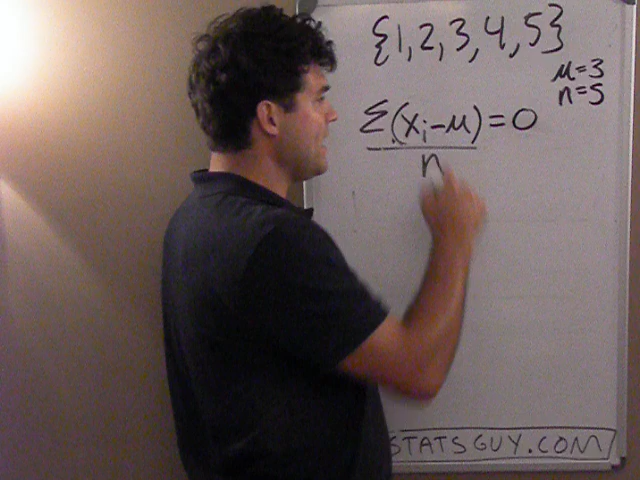 {1,2,3,4,5}
μ=3
n=5
Σ(xᵢ-μ)=0
n
STATSGUY.COM/